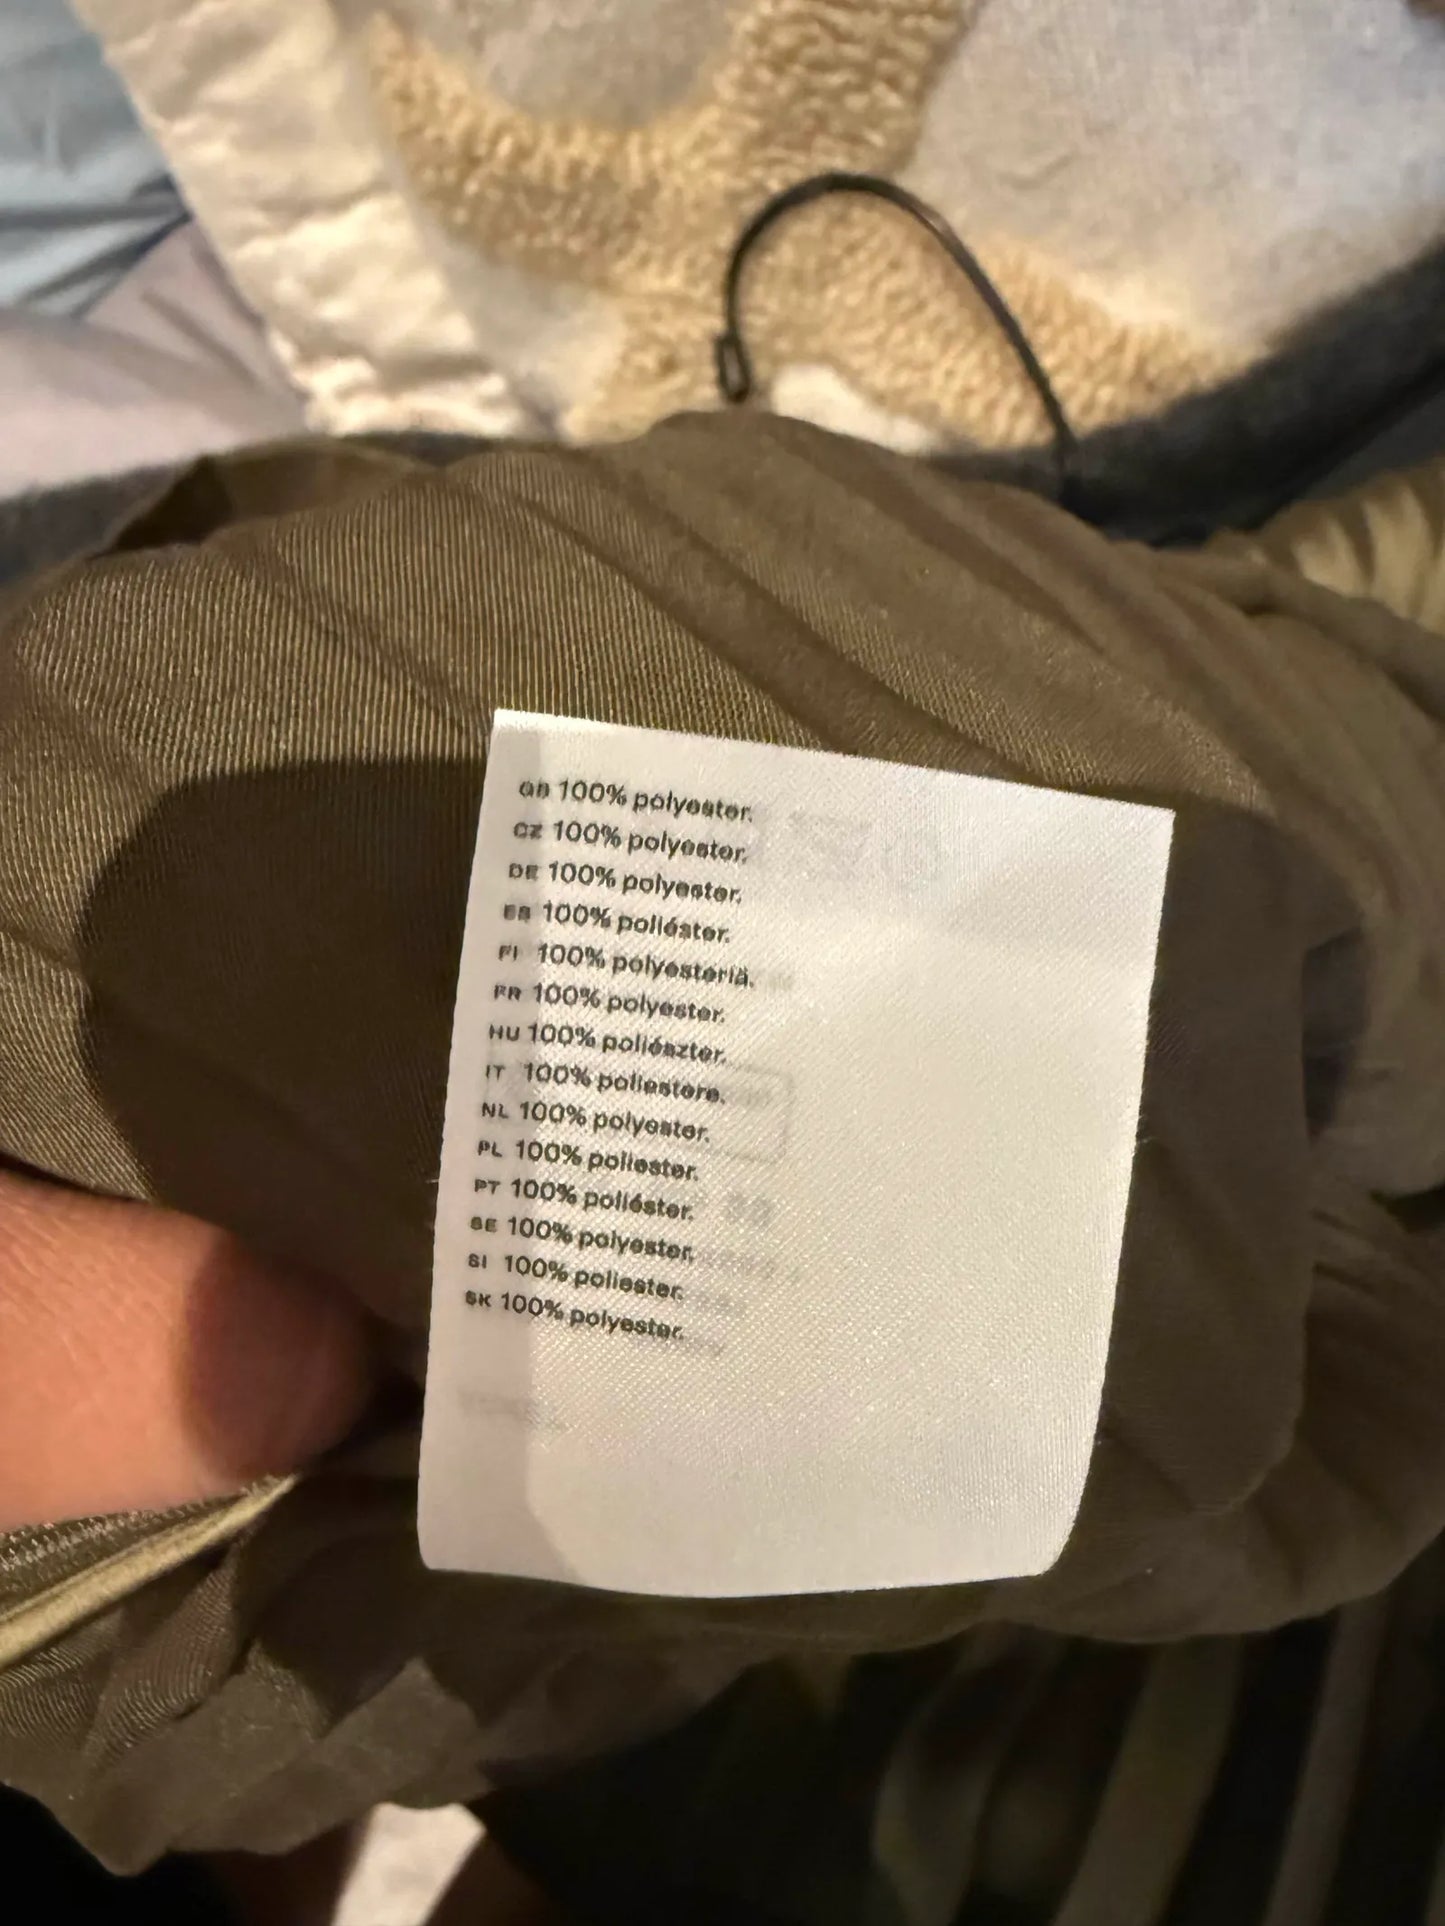 GB 100% polyester.
CZ 100% polyester.
DE 100% polyester.
ES 100% poliéster.
FI 100% polyesteriä.
FR 100% polyester.
HU 100% poliészter.
IT 100% poliestere.
NL 100% polyester.
PL 100% poliester.
PT 100% poliéster.
SE 100% polyester.
SI 100% poliester.
SK 100% polyester.